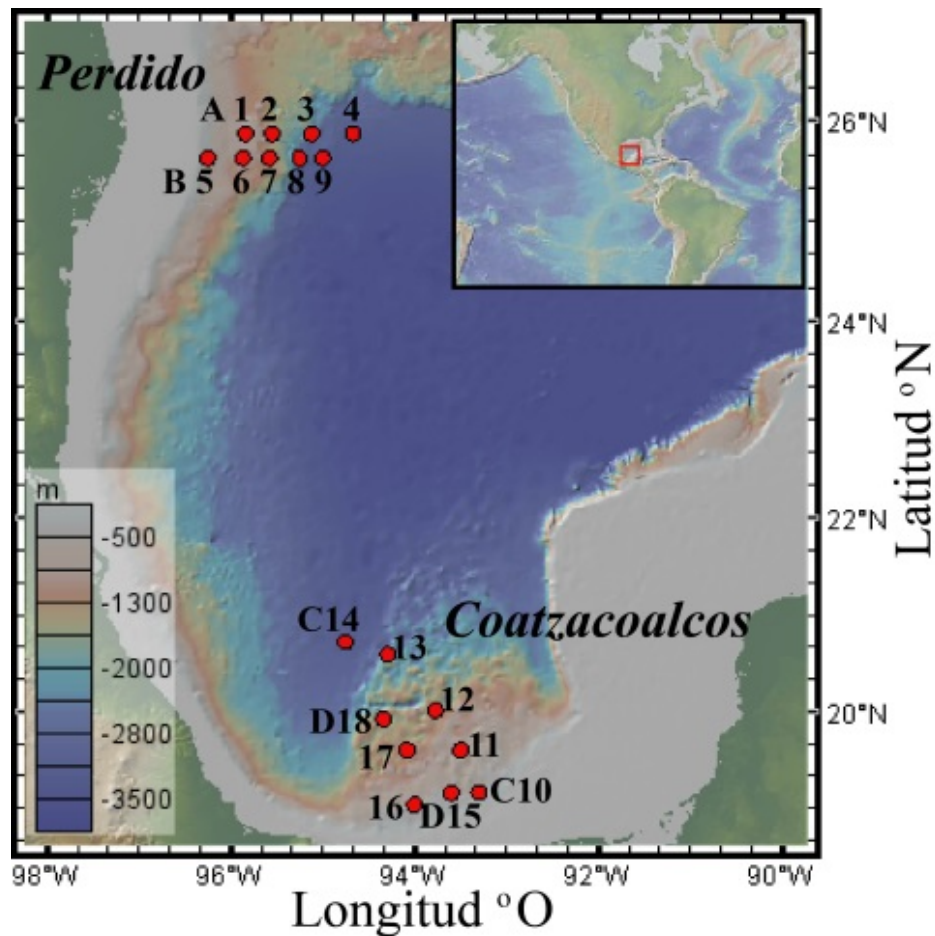 Perdido
A 1 2 3 4
B 5 6 7 8 9
26°N
24°N
22°N
20°N
Latitud °N
m
-500
-1300
-2000
-2800
-3500
C14
13
Coatzacoalcos
12
D18
17
11
C10
16
D15
98°W
96°W
94°W
92°W
90°W
Longitud °O